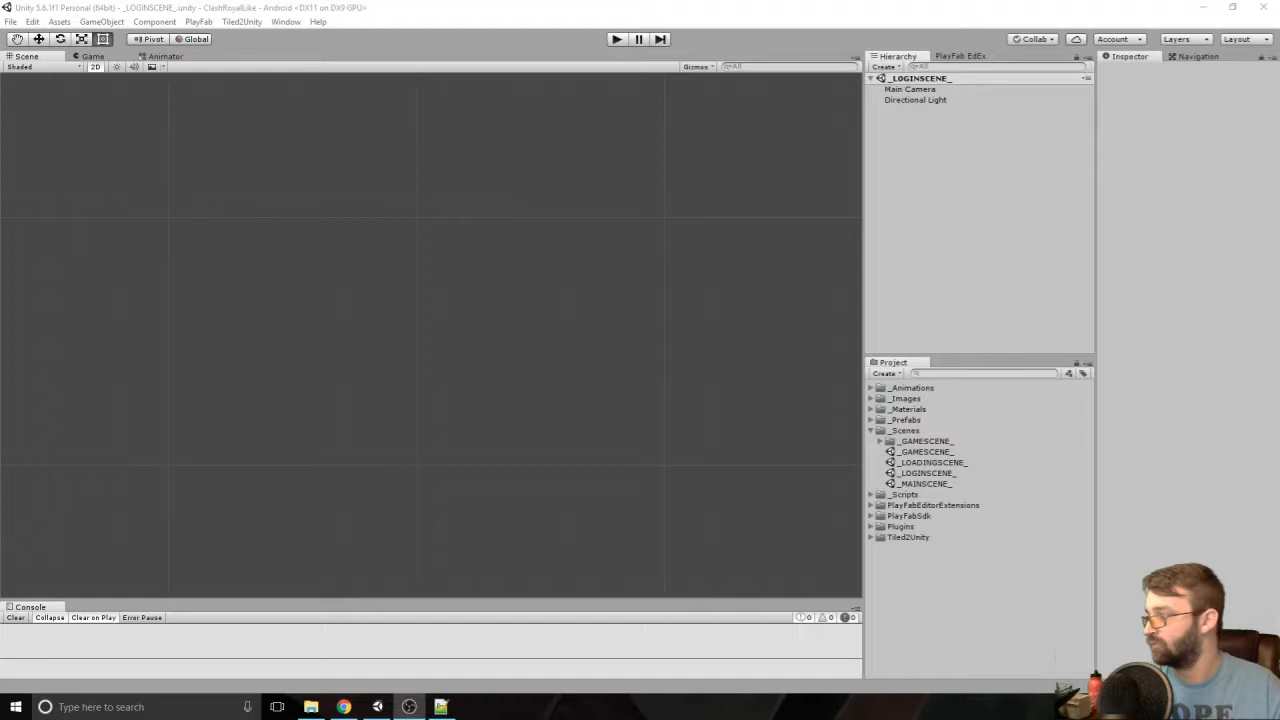 Unity 5.6.1f1 Personal (64bit) - _LOGINSCENE_.unity - ClashRoyalLike - Android <DX11 on DX9 GPU>
File Edit Assets GameObject Component PlayFab Tiled2Unity Window Help
Pivot Global Collab Account Layers Layout
Scene Game Animator
Shaded 2D Gizmos All
Hierarchy PlayFab EdEx
Create All
_LOGINSCENE_
Main Camera
Directional Light
Inspector Navigation
Project
Create
_Animations
_Images
_Materials
_Prefabs
_Scenes
_GAMESCENE_
_GAMESCENE_
_LOADINGSCENE_
_LOGINSCENE_
_MAINSCENE_
_Scripts
PlayFabEditorExtensions
PlayFabSdk
Plugins
Tiled2Unity
Console
Clear Collapse Clear on Play Error Pause 0 0 0
Type here to search